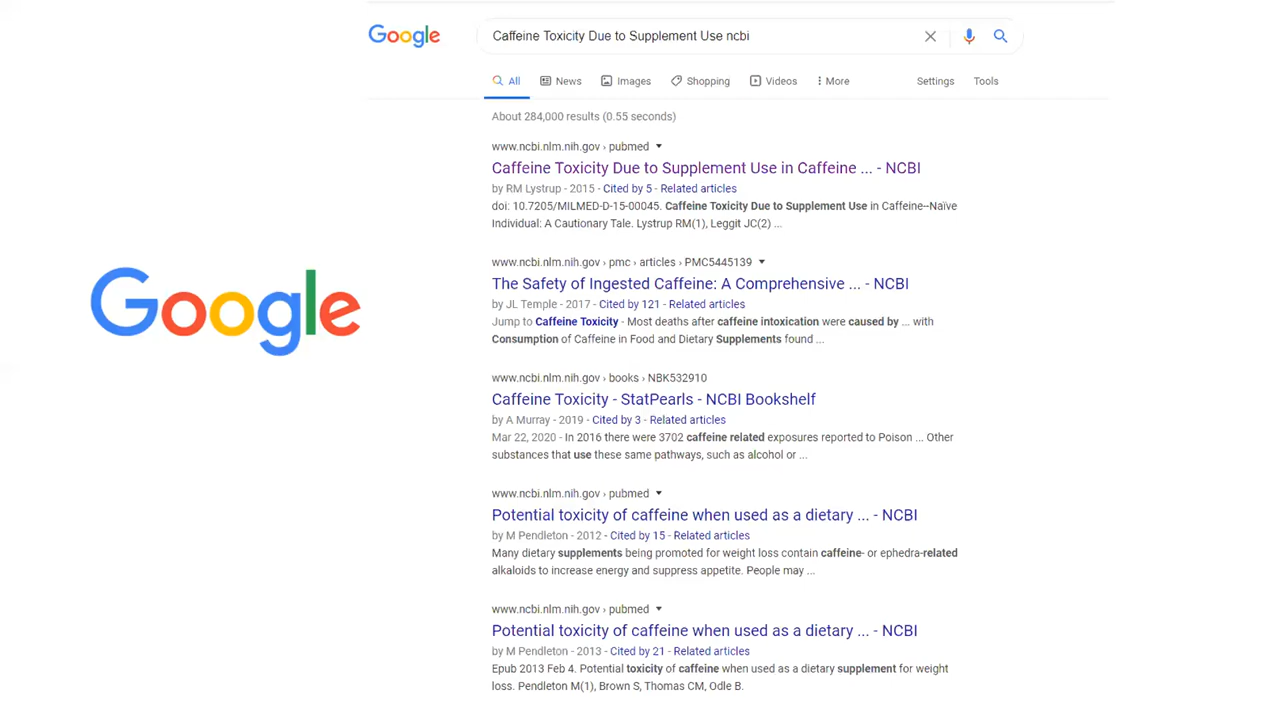 Google
Caffeine Toxicity Due to Supplement Use ncbi
All News Images Shopping Videos More Settings Tools
About 284,000 results (0.55 seconds)
www.ncbi.nlm.nih.gov › pubmed
Caffeine Toxicity Due to Supplement Use in Caffeine ... - NCBI
by RM Lystrup - 2015 - Cited by 5 - Related articles
doi: 10.7205/MILMED-D-15-00045. Caffeine Toxicity Due to Supplement Use in Caffeine--Naïve
Individual: A Cautionary Tale. Lystrup RM(1), Leggit JC(2) ...
www.ncbi.nlm.nih.gov › pmc › articles › PMC5445139
The Safety of Ingested Caffeine: A Comprehensive ... - NCBI
by JL Temple - 2017 - Cited by 121 - Related articles
Jump to Caffeine Toxicity - Most deaths after caffeine intoxication were caused by ... with
Consumption of Caffeine in Food and Dietary Supplements found ...
Google
www.ncbi.nlm.nih.gov › books › NBK532910
Caffeine Toxicity - StatPearls - NCBI Bookshelf
by A Murray - 2019 - Cited by 3 - Related articles
Mar 22, 2020 - In 2016 there were 3702 caffeine related exposures reported to Poison ... Other
substances that use these same pathways, such as alcohol or ...
www.ncbi.nlm.nih.gov › pubmed
Potential toxicity of caffeine when used as a dietary ... - NCBI
by M Pendleton - 2012 - Cited by 15 - Related articles
Many dietary supplements being promoted for weight loss contain caffeine- or ephedra-related
alkaloids to increase energy and suppress appetite. People may ...
www.ncbi.nlm.nih.gov › pubmed
Potential toxicity of caffeine when used as a dietary ... - NCBI
by M Pendleton - 2013 - Cited by 21 - Related articles
Epub 2013 Feb 4. Potential toxicity of caffeine when used as a dietary supplement for weight
loss. Pendleton M(1), Brown S, Thomas CM, Odle B.